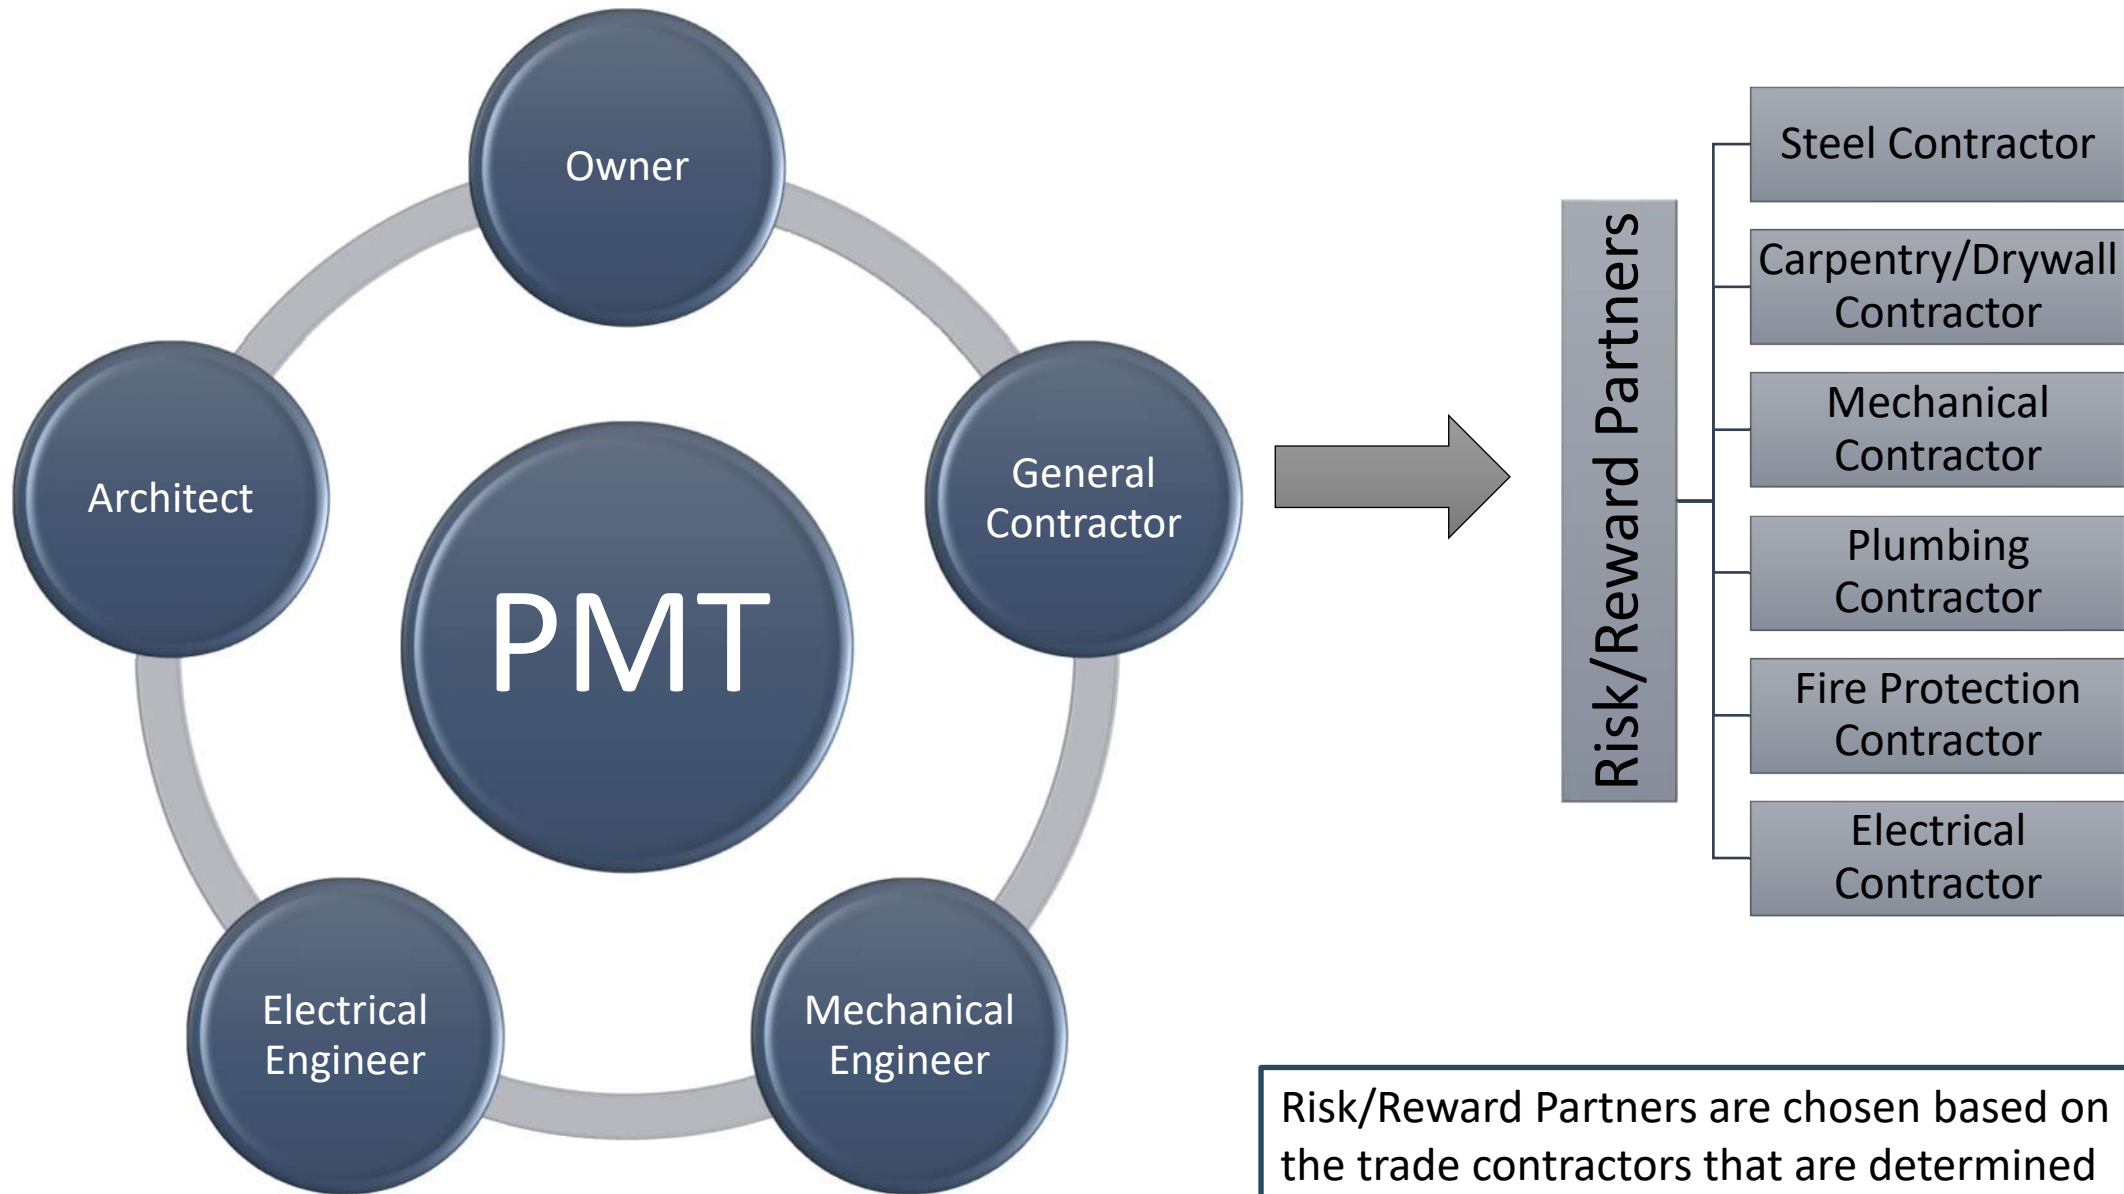 Owner
General
Contractor
Mechanical
Engineer
Electrical
Engineer
Architect
PMT
Risk/Reward Partners
Steel Contractor
Carpentry/Drywall
Contractor
Mechanical
Contractor
Plumbing
Contractor
Fire Protection
Contractor
Electrical
Contractor
Risk/Reward Partners are chosen based on
the trade contractors that are determined